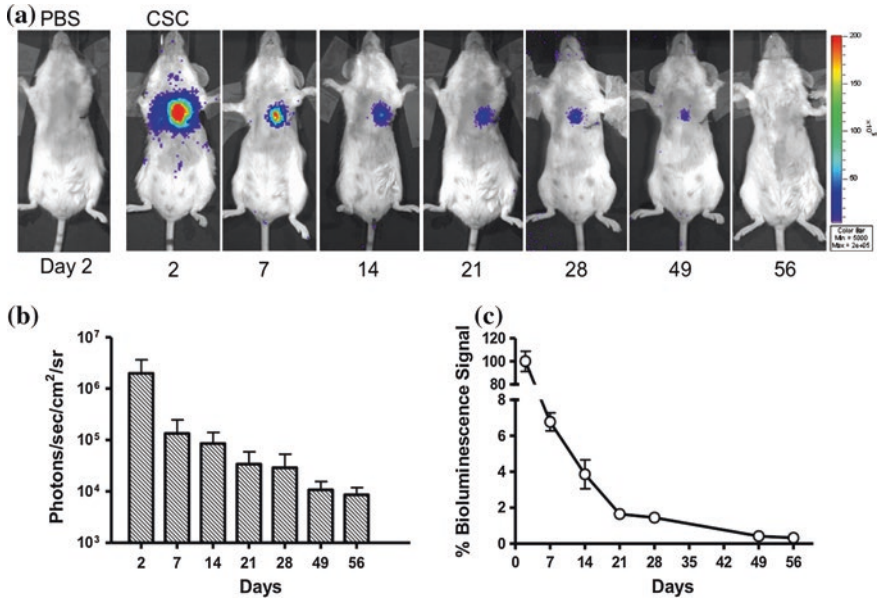 (a) PBS CSC
Day 2 2 7 14 21 28 49 56
200
150
100
50
×10³
Color Bar
Min = 5000
Max = 2e+05
(b)
Photons/sec/cm²/sr
10⁷
10⁶
10⁵
10⁴
10³
2 7 14 21 28 49 56
Days
(c)
% Bioluminescence Signal
120
100
80
8
6
4
2
0
0 7 14 21 28 35 42 49 56
Days